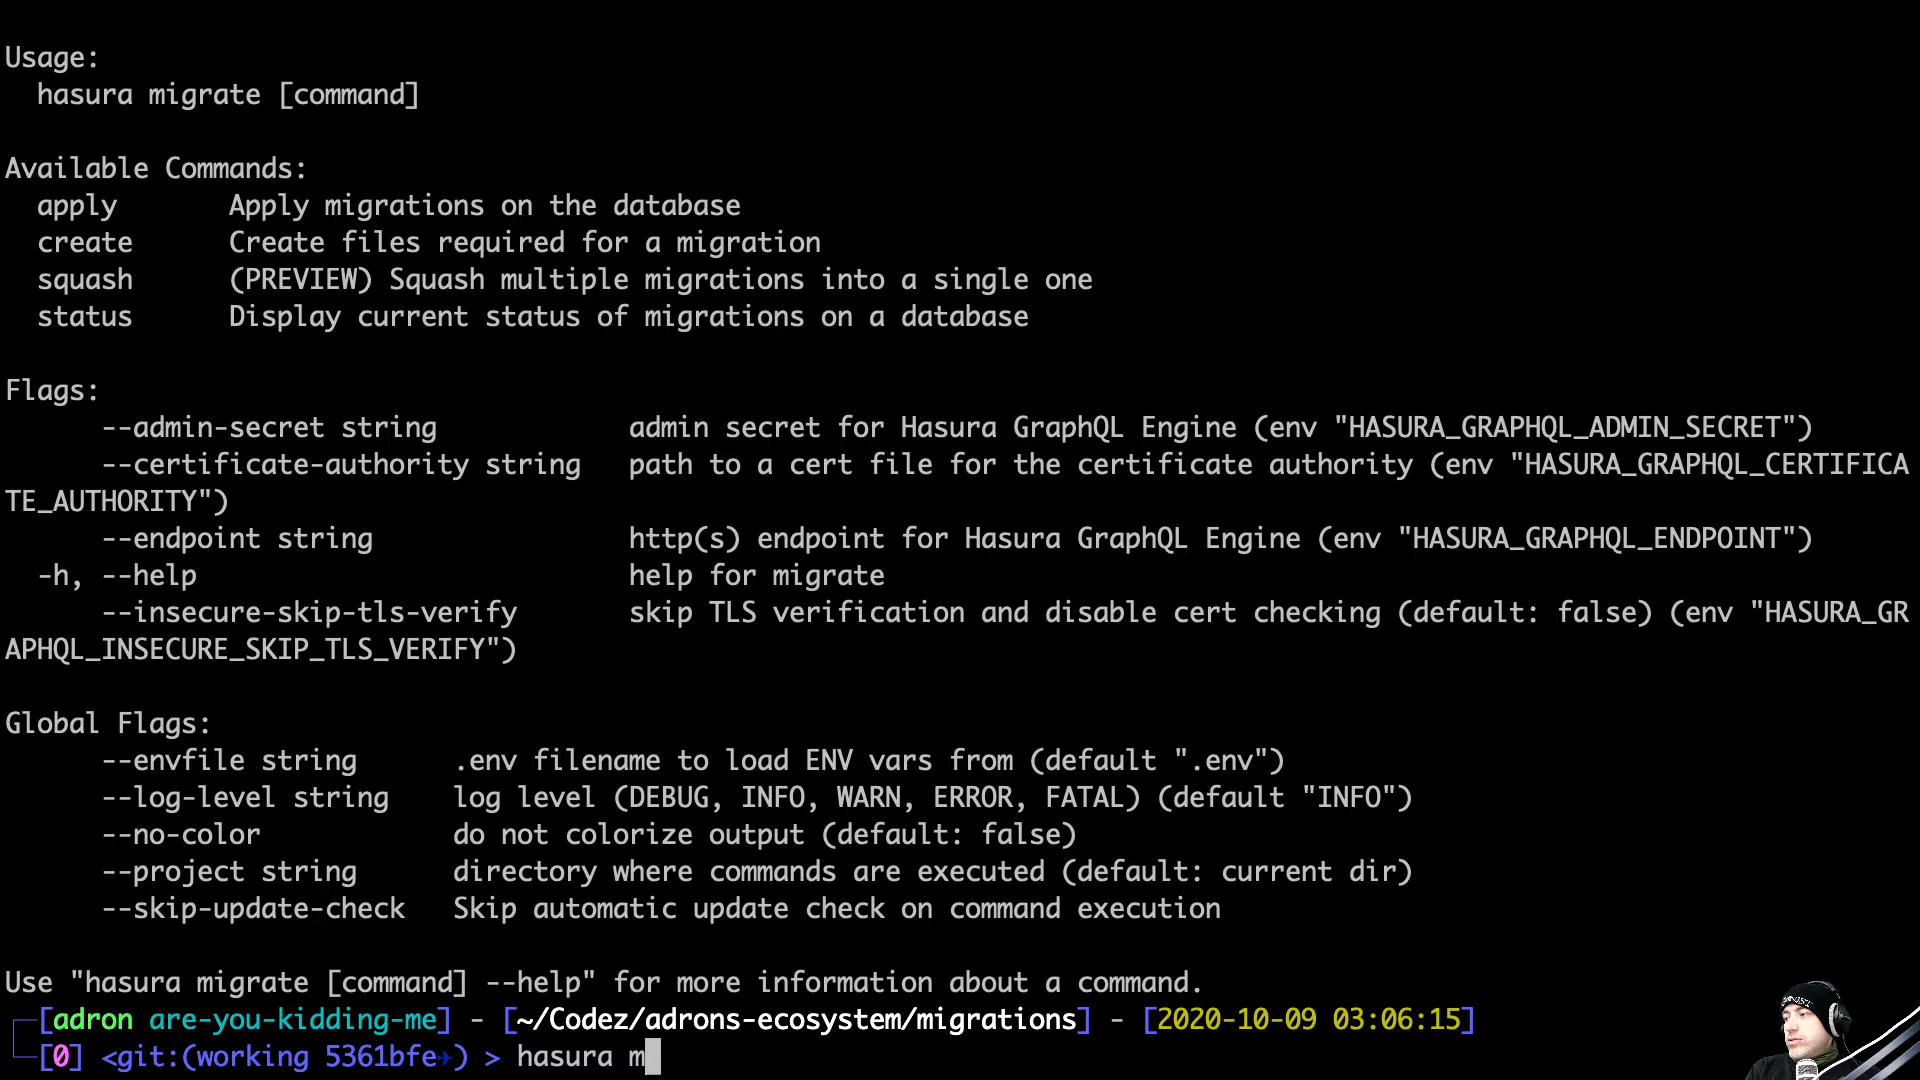 Usage:
  hasura migrate [command]
Available Commands:
  apply       Apply migrations on the database
  create      Create files required for a migration
  squash      (PREVIEW) Squash multiple migrations into a single one
  status      Display current status of migrations on a database
Flags:
      --admin-secret string            admin secret for Hasura GraphQL Engine (env "HASURA_GRAPHQL_ADMIN_SECRET")
      --certificate-authority string   path to a cert file for the certificate authority (env "HASURA_GRAPHQL_CERTIFICA
TE_AUTHORITY")
      --endpoint string                http(s) endpoint for Hasura GraphQL Engine (env "HASURA_GRAPHQL_ENDPOINT")
  -h, --help                           help for migrate
      --insecure-skip-tls-verify       skip TLS verification and disable cert checking (default: false) (env "HASURA_GR
APHQL_INSECURE_SKIP_TLS_VERIFY")
Global Flags:
      --envfile string      .env filename to load ENV vars from (default ".env")
      --log-level string    log level (DEBUG, INFO, WARN, ERROR, FATAL) (default "INFO")
      --no-color            do not colorize output (default: false)
      --project string      directory where commands are executed (default: current dir)
      --skip-update-check   Skip automatic update check on command execution
Use "hasura migrate [command] --help" for more information about a command.
[adron are-you-kidding-me] - [~/Codez/adrons-ecosystem/migrations] - [2020-10-09 03:06:15]
[0] <git:(working 5361bfe✈) > hasura m